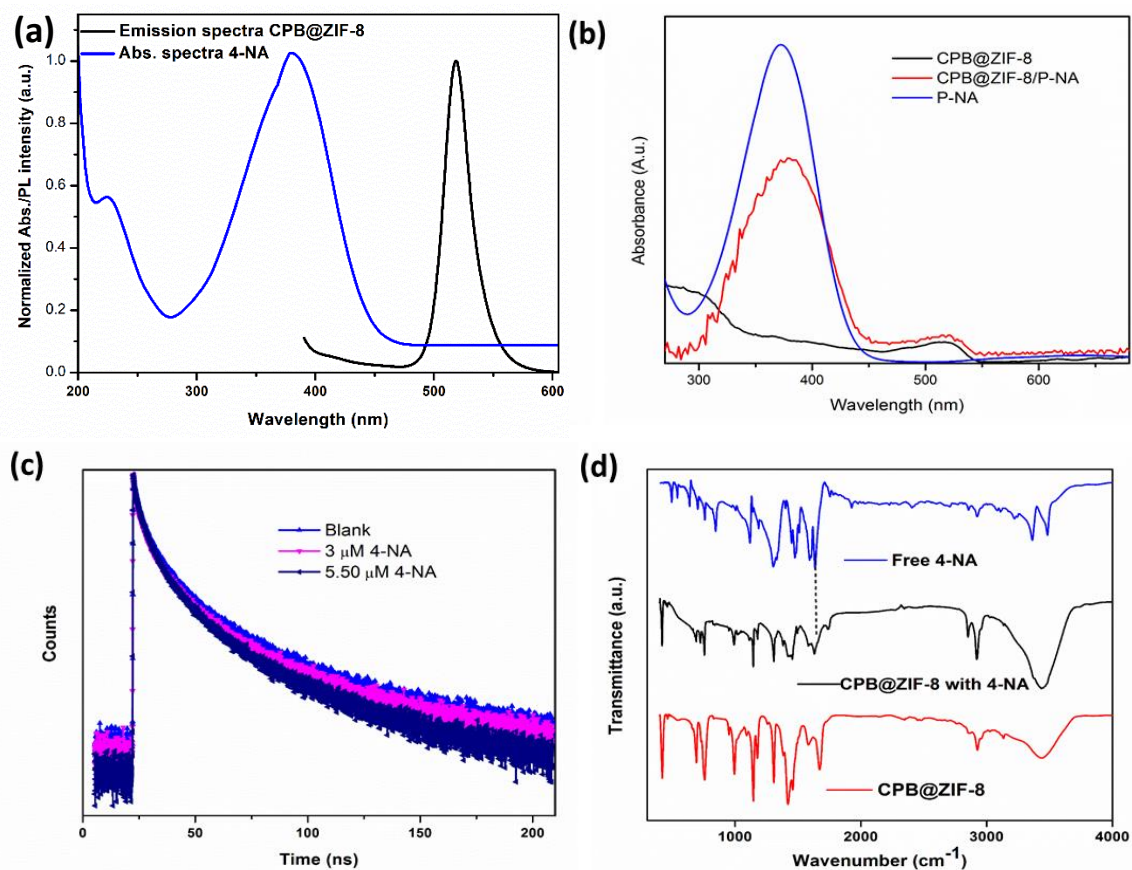 (a)
Emission spectra CPB@ZIF-8
Abs. spectra 4-NA
1.0
0.8
0.6
0.4
0.2
0.0
Normalized Abs./PL intensity (a.u.)
200 300 400 500 600
Wavelength (nm)
(b)
CPB@ZIF-8
CPB@ZIF-8/P-NA
P-NA
Absorbance (A.u.)
300 400 500 600
Wavelength (nm)
(c)
Blank
3 μM 4-NA
5.50 μM 4-NA
Counts
0 50 100 150 200
Time (ns)
(d)
Free 4-NA
CPB@ZIF-8 with 4-NA
CPB@ZIF-8
Transmittance (a.u.)
1000 2000 3000 4000
Wavenumber (cm⁻¹)